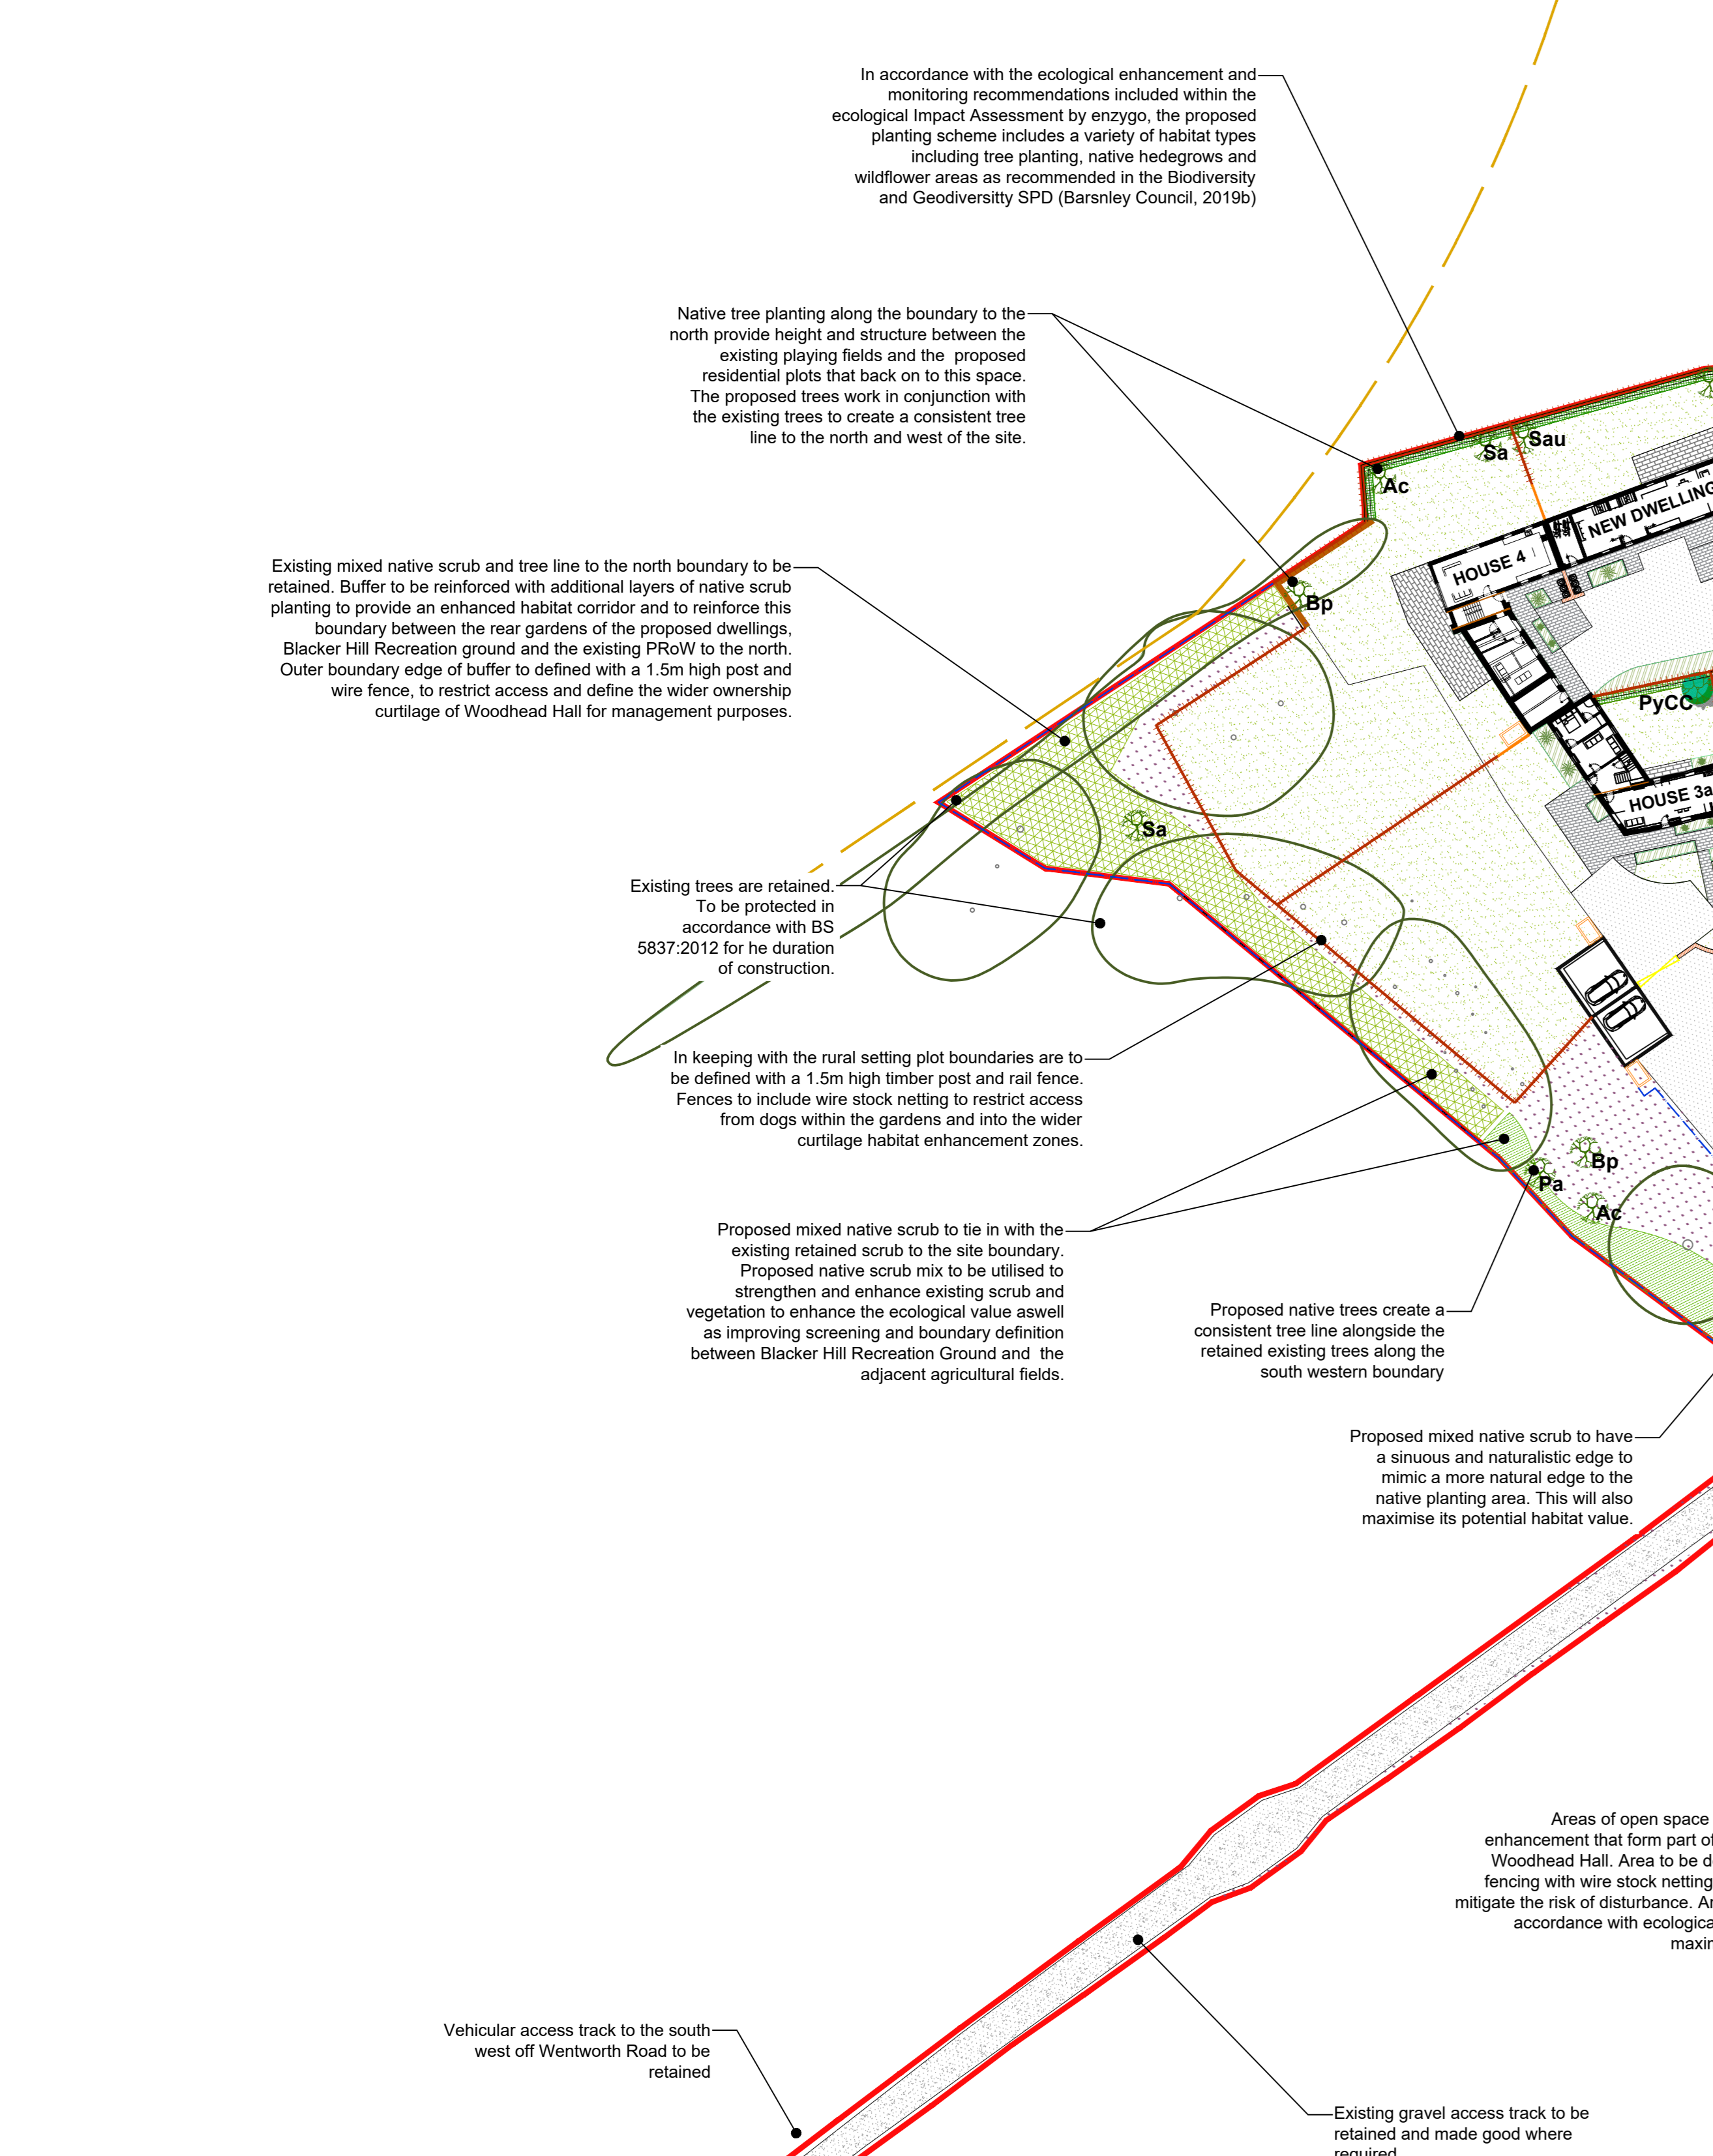 In accordance with the ecological enhancement and
monitoring recommendations included within the
ecological Impact Assessment by enzygo, the proposed
planting scheme includes a variety of habitat types
including tree planting, native hedegrows and
wildflower areas as recommended in the Biodiversity
and Geodiversitty SPD (Barsnley Council, 2019b)
Native tree planting along the boundary to the
north provide height and structure between the
existing playing fields and the proposed
residential plots that back on to this space.
The proposed trees work in conjunction with
the existing trees to create a consistent tree
line to the north and west of the site.
Sau
Sa
Ac
NEW DWELLING
HOUSE 4
Bp
Existing mixed native scrub and tree line to the north boundary to be
retained. Buffer to be reinforced with additional layers of native scrub
planting to provide an enhanced habitat corridor and to reinforce this
boundary between the rear gardens of the proposed dwellings,
Blacker Hill Recreation ground and the existing PRoW to the north.
Outer boundary edge of buffer to defined with a 1.5m high post and
wire fence, to restrict access and define the wider ownership
curtilage of Woodhead Hall for management purposes.
PyCC
HOUSE 3a
Sa
Existing trees are retained.
To be protected in
accordance with BS
5837:2012 for he duration
of construction.
In keeping with the rural setting plot boundaries are to
be defined with a 1.5m high timber post and rail fence.
Fences to include wire stock netting to restrict access
from dogs within the gardens and into the wider
curtilage habitat enhancement zones.
Bp
Pa
Ac
Proposed mixed native scrub to tie in with the
existing retained scrub to the site boundary.
Proposed native scrub mix to be utilised to
strengthen and enhance existing scrub and
vegetation to enhance the ecological value aswell
as improving screening and boundary definition
between Blacker Hill Recreation Ground and the
adjacent agricultural fields.
Proposed native trees create a
consistent tree line alongside the
retained existing trees along the
south western boundary
Proposed mixed native scrub to have
a sinuous and naturalistic edge to
mimic a more natural edge to the
native planting area. This will also
maximise its potential habitat value.
Areas of open space
enhancement that form part of
Woodhead Hall. Area to be
fencing with wire stock netting
mitigate the risk of disturbance.
accordance with
Vehicular access track to the south
west off Wentworth Road to be
retained
Existing gravel access track to be
retained and made good where
required